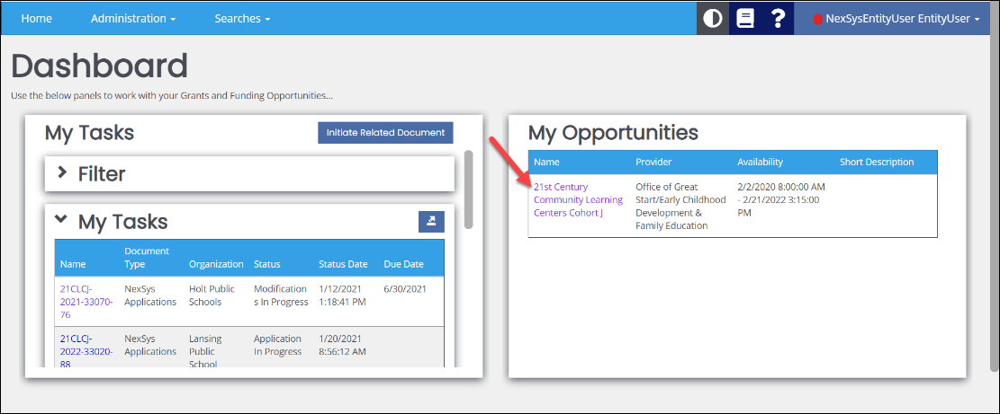 Home Administration Searches ? NexSysEntityUser EntityUser
Dashboard
Use the below panels to work with your Grants and Funding Opportunities...
My Tasks
Initiate Related Document
Filter
My Tasks
Name Document Type Organization Status Status Date Due Date
21CLCJ-
2021-33070-
76
NexSys
Applications
Holt Public
Schools
Modification
s In Progress
1/12/2021
1:18:41 PM
6/30/2021
21CLCJ-
2022-33020-
88
NexSys
Applications
Lansing
Public
School
Application
In Progress
1/20/2021
8:56:12 AM
My Opportunities
Name Provider Availability Short Description
21st Century
Community Learning
Centers Cohort J
Office of Great
Start/Early Childhood
Development &
Family Education
2/2/2020 8:00:00 AM
- 2/21/2022 3:15:00
PM